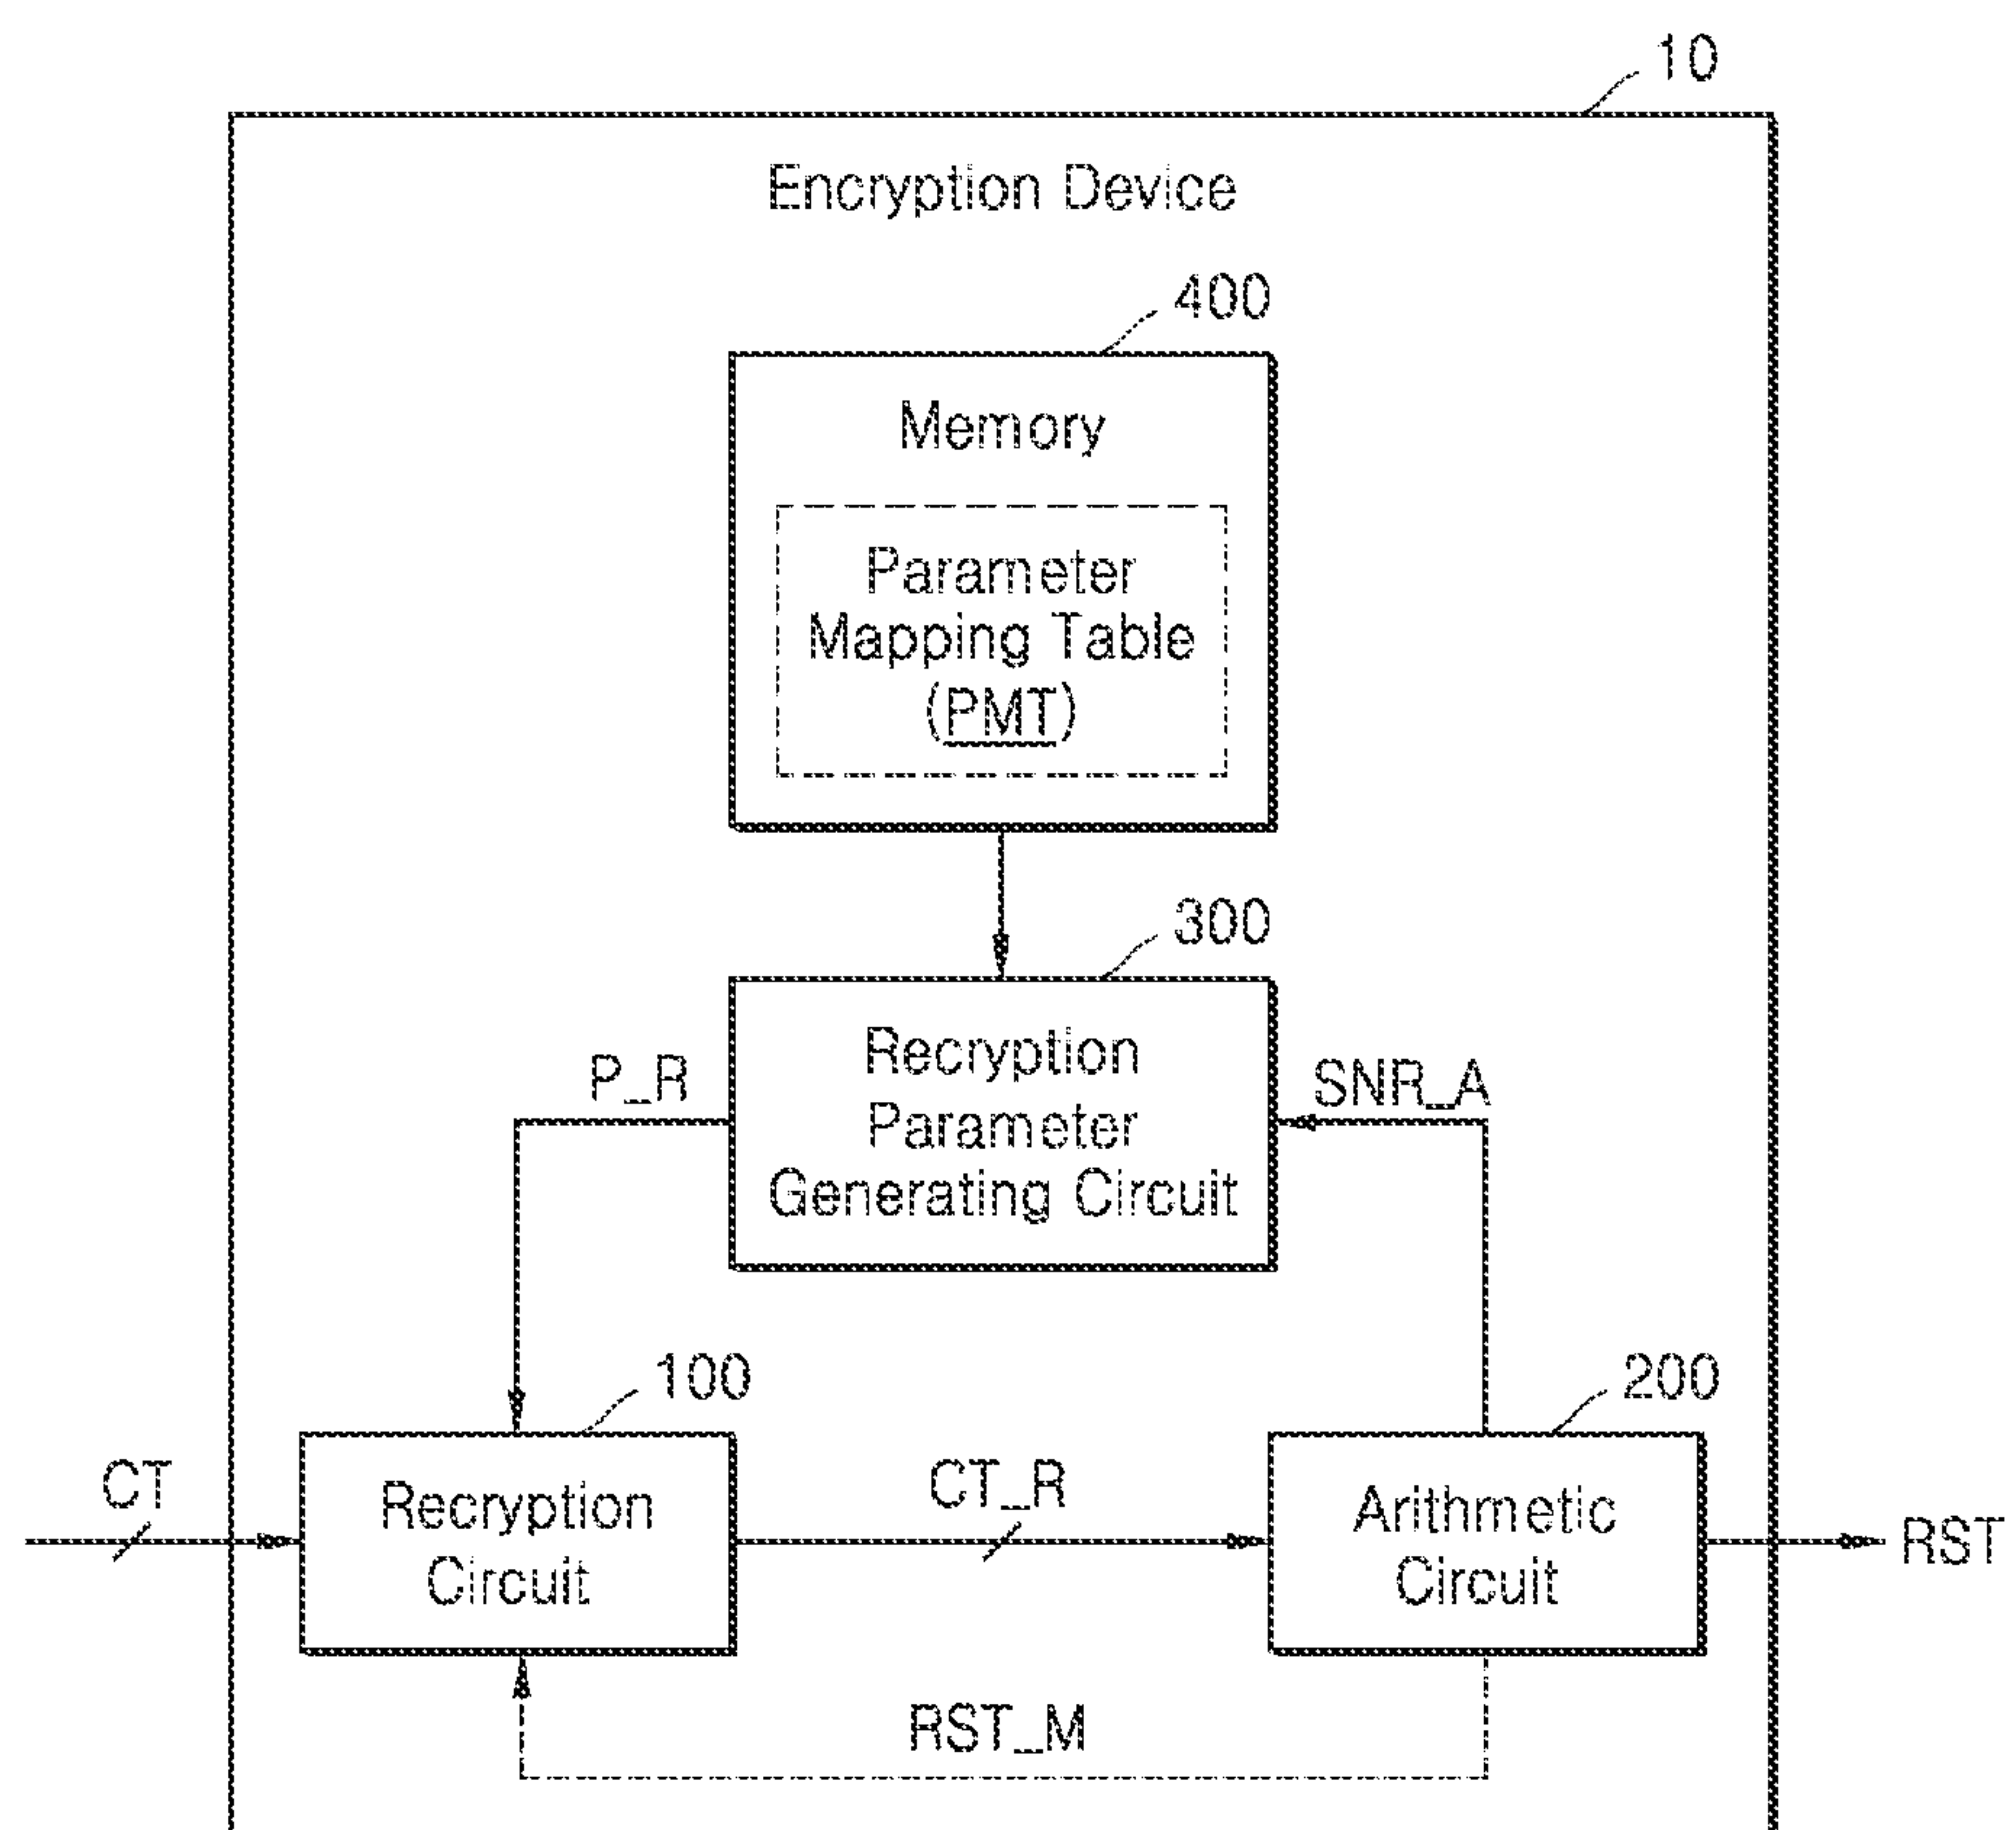 10
Encryption Device
400
Memory
Parameter
Mapping Table
(PMT)
300
Recryption
Parameter
Generating Circuit
P_R
SNR_A
100
200
CT
Recryption
Circuit
CT_R
Arithmetic
Circuit
RST
RST_M